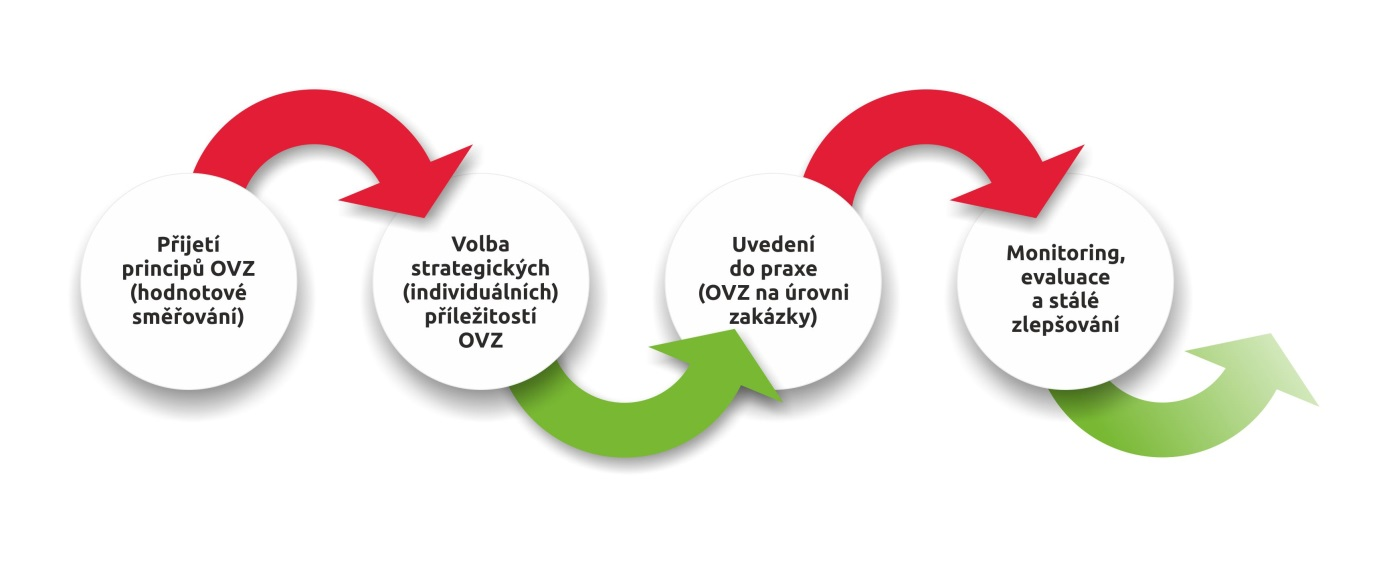 Přijetí
principů OVZ
(hodnotové
směřování)
Volba
strategických
(individuálních)
příležitostí
OVZ
Uvedení
do praxe
(OVZ na úrovni
zakázky)
Monitoring,
evaluace
a stálé
zlepšování